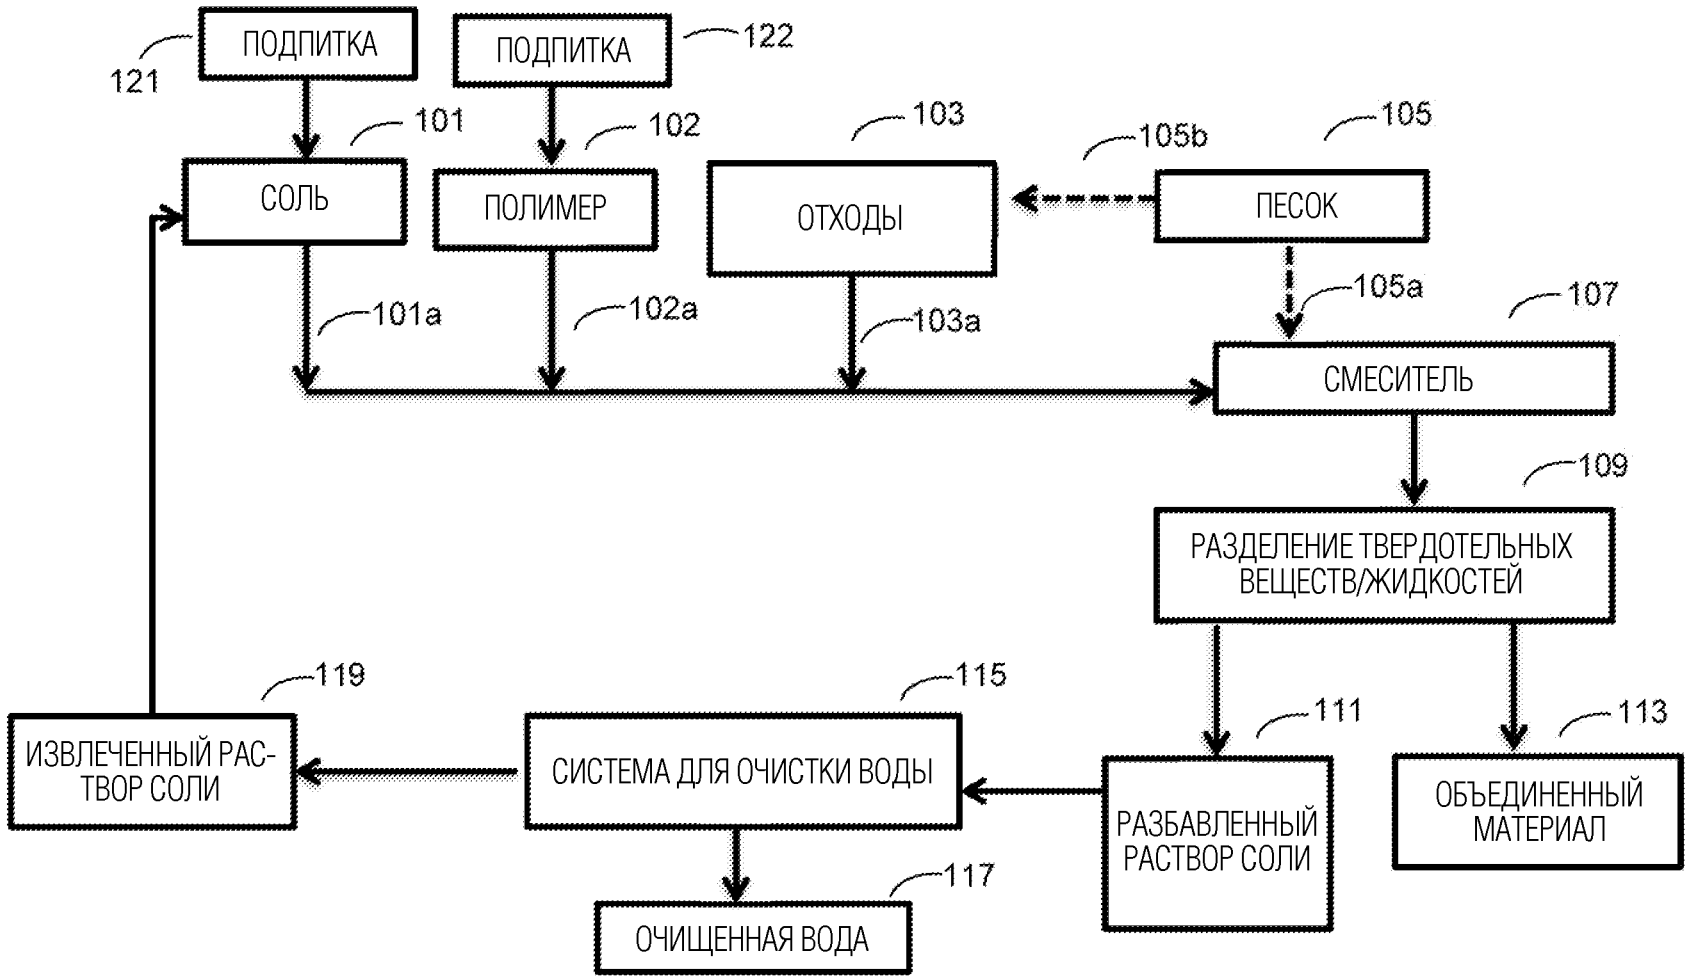 ПОДПИТКА
121
ПОДПИТКА
122
101
102
103
105b
105
СОЛЬ
ПОЛИМЕР
ОТХОДЫ
ПЕСОК
101a
102a
103a
105a
107
СМЕСИТЕЛЬ
109
РАЗДЕЛЕНИЕ ТВЕРДОТЕЛЬНЫХ
ВЕЩЕСТВ/ЖИДКОСТЕЙ
119
115
111
113
ИЗВЛЕЧЕННЫЙ РАС-
ТВОР СОЛИ
СИСТЕМА ДЛЯ ОЧИСТКИ ВОДЫ
РАЗБАВЛЕННЫЙ
РАСТВОР СОЛИ
ОБЪЕДИНЕННЫЙ
МАТЕРИАЛ
117
ОЧИЩЕННАЯ ВОДА